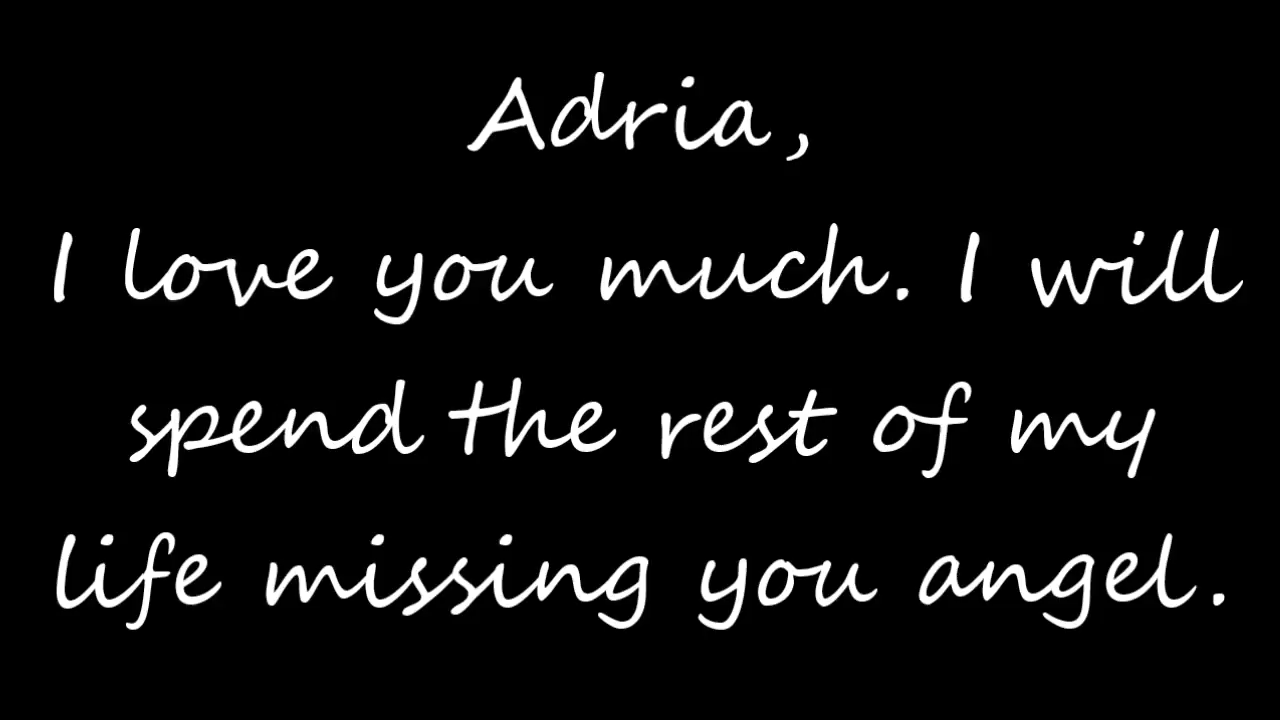 Adria,
I love you much. I will
spend the rest of my
life missing you angel.